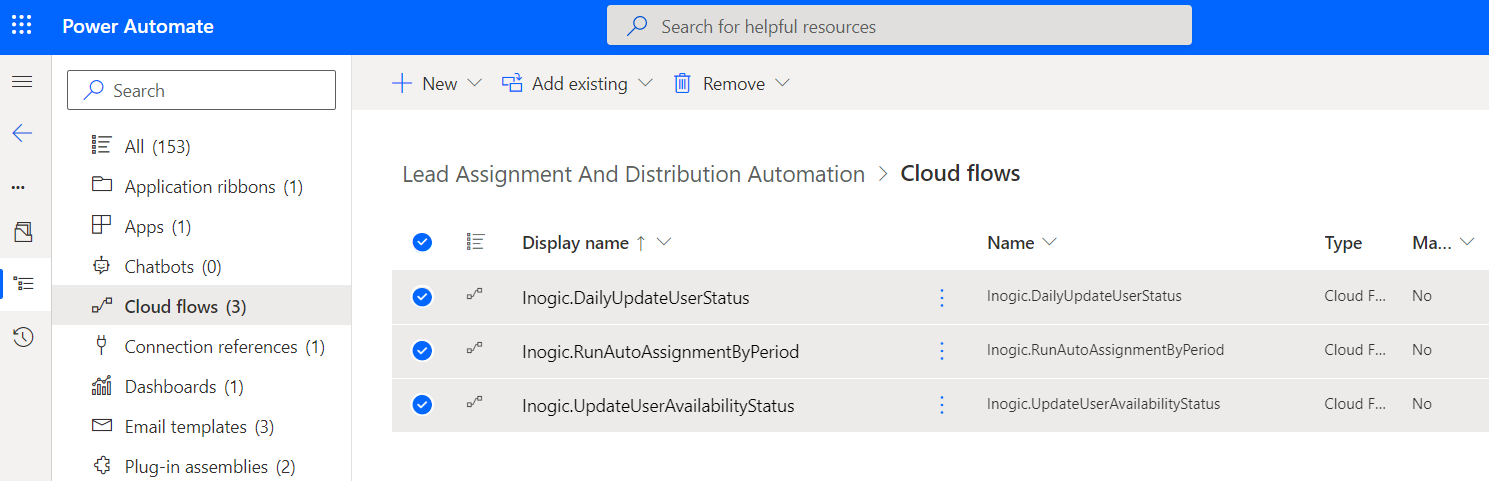 Power Automate
Search for helpful resources
Search
All (153)
Application ribbons (1)
Apps (1)
Chatbots (0)
Cloud flows (3)
Connection references (1)
Dashboards (1)
Email templates (3)
Plug-in assemblies (2)
New Add existing Remove
Lead Assignment And Distribution Automation > Cloud flows
Display name ↑ Name Type Ma...
Inogic.DailyUpdateUserStatus Inogic.DailyUpdateUserStatus Cloud F... No
Inogic.RunAutoAssignmentByPeriod Inogic.RunAutoAssignmentByPeriod Cloud F... No
Inogic.UpdateUserAvailabilityStatus Inogic.UpdateUserAvailabilityStatus Cloud F... No